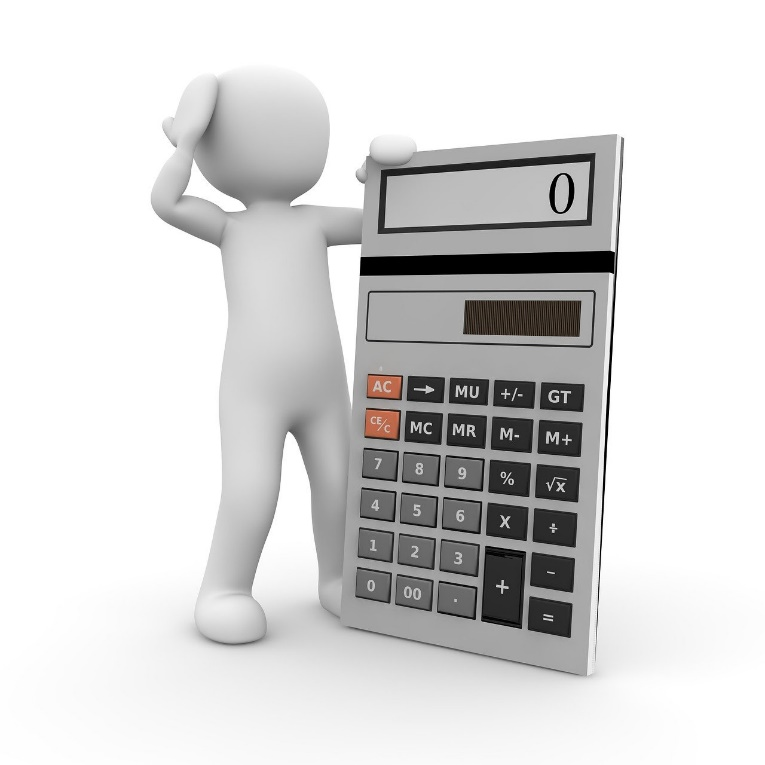 0
AC → MU +/- GT
CE/C MC MR M- M+
7 8 9 % √x
4 5 6 X ÷
1 2 3 + -
0 00 . =